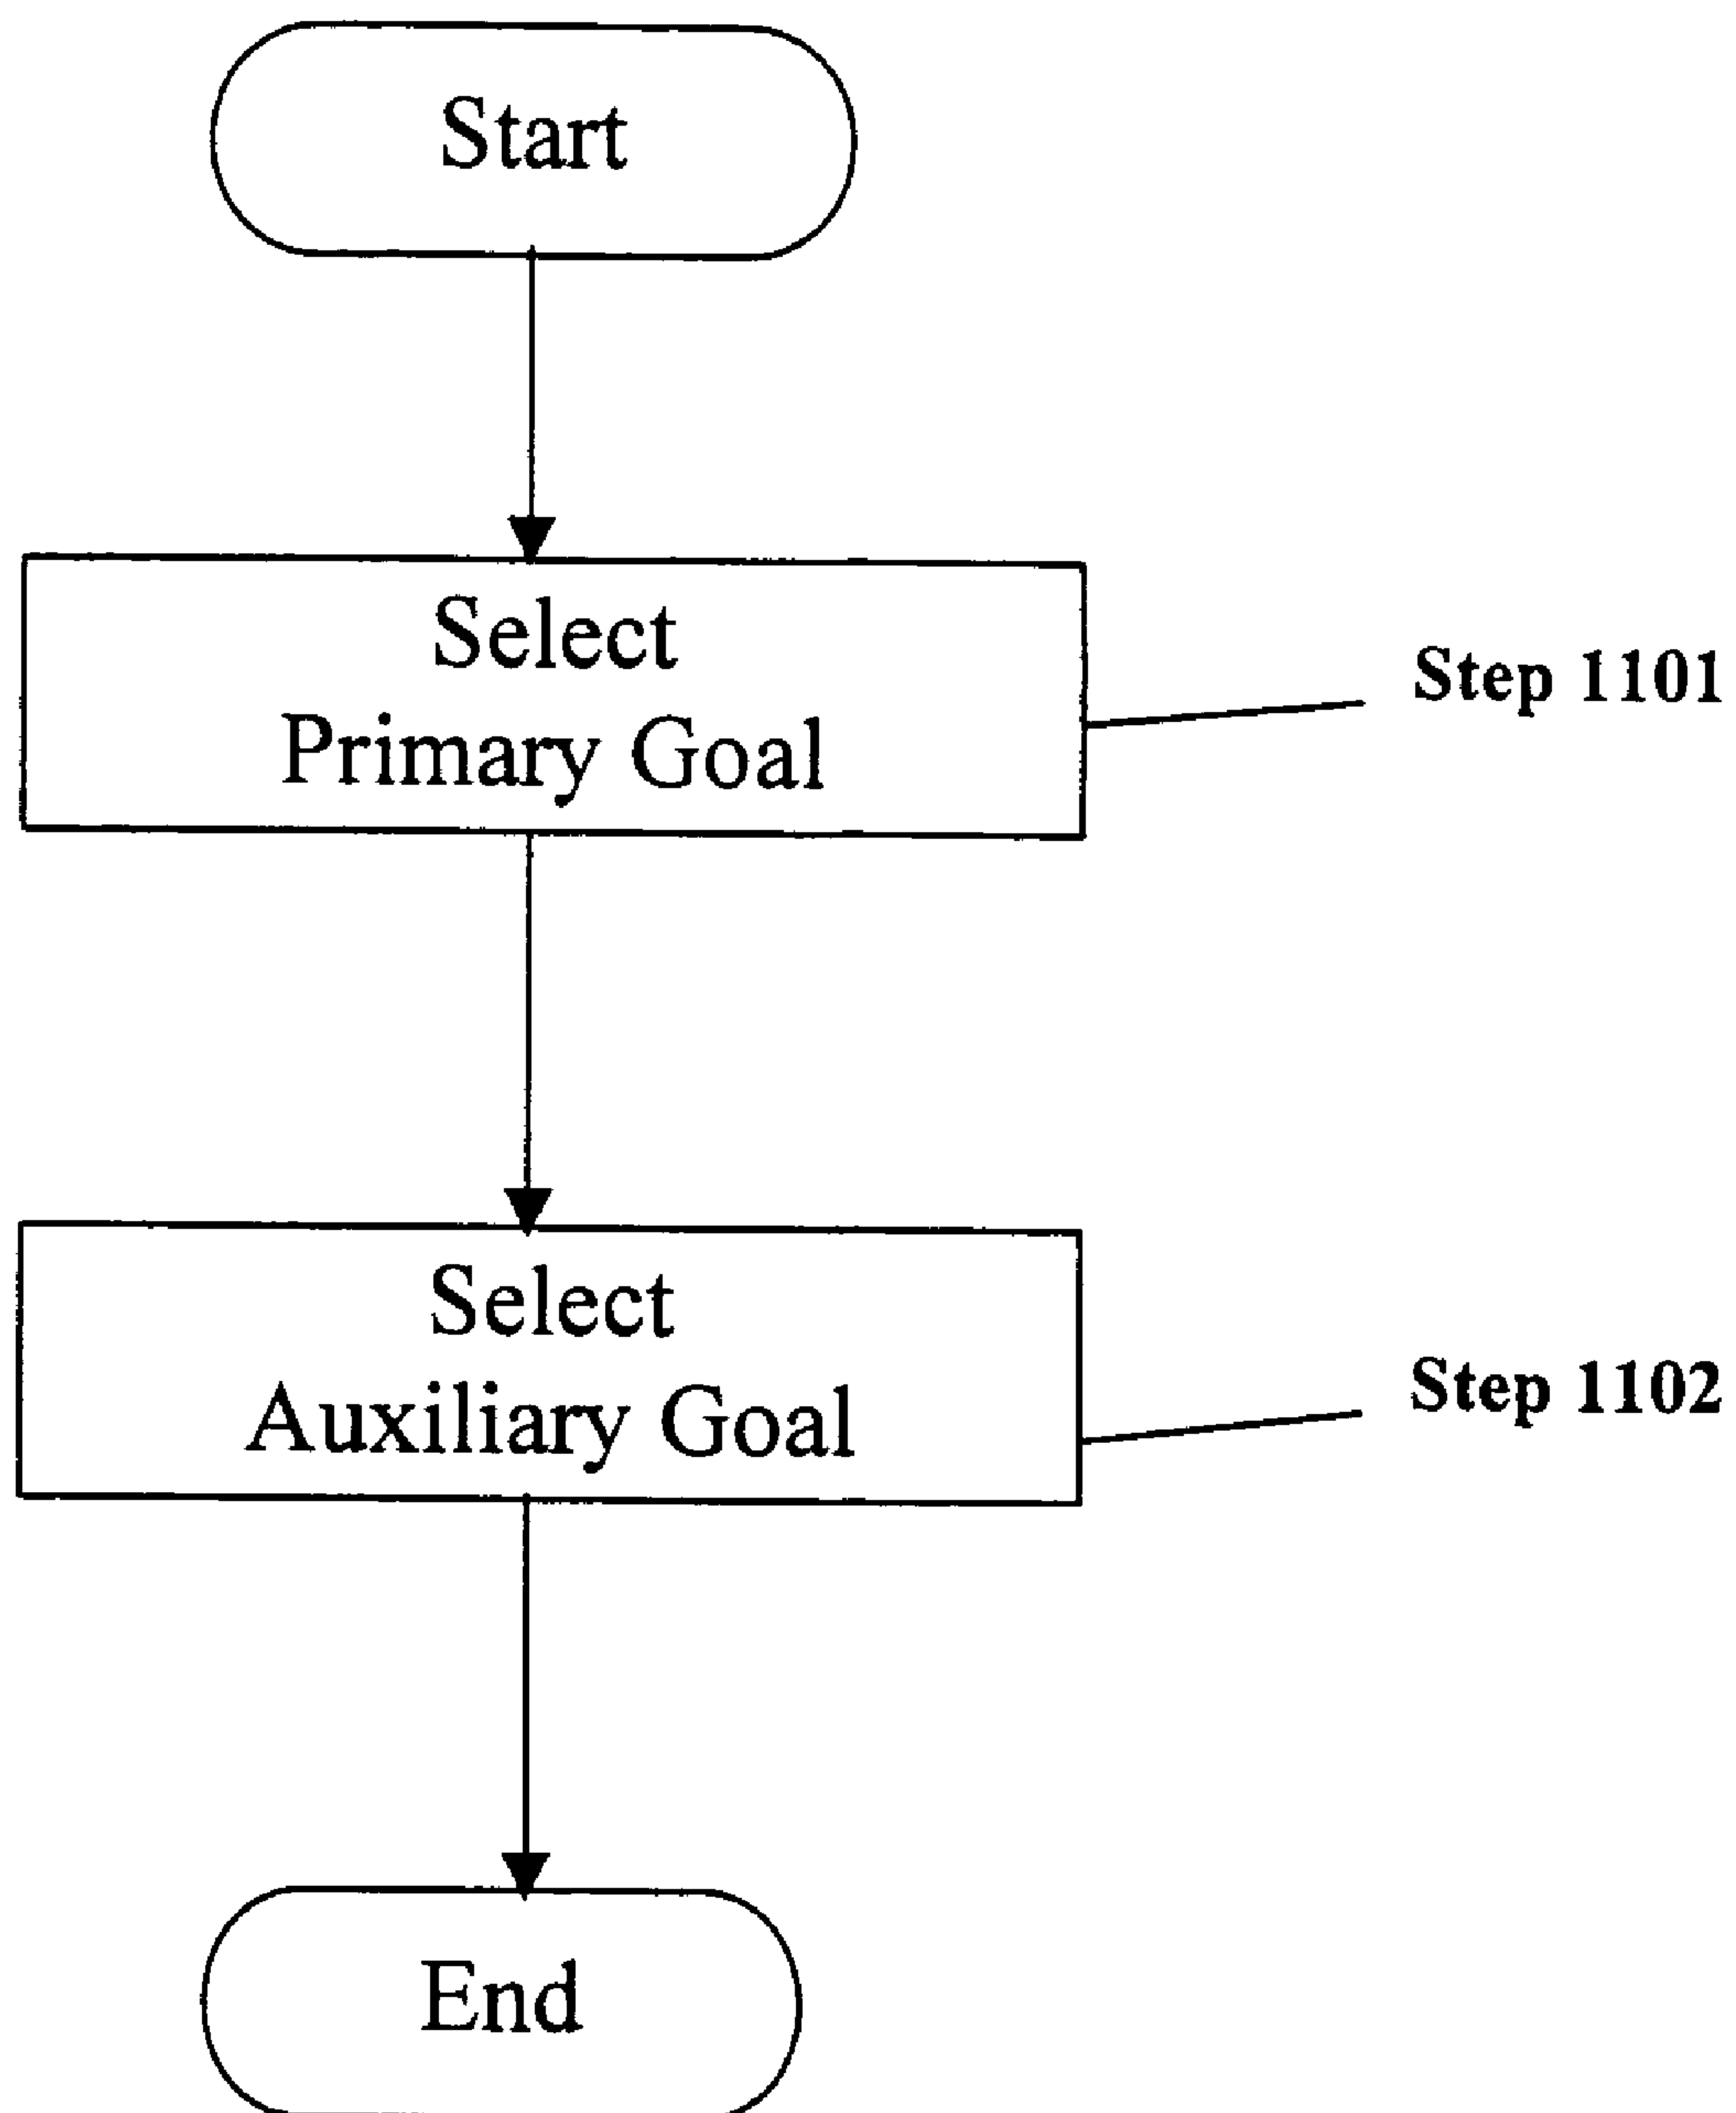 Start
Select
Primary Goal
Step 1101
Select
Auxiliary Goal
Step 1102
End